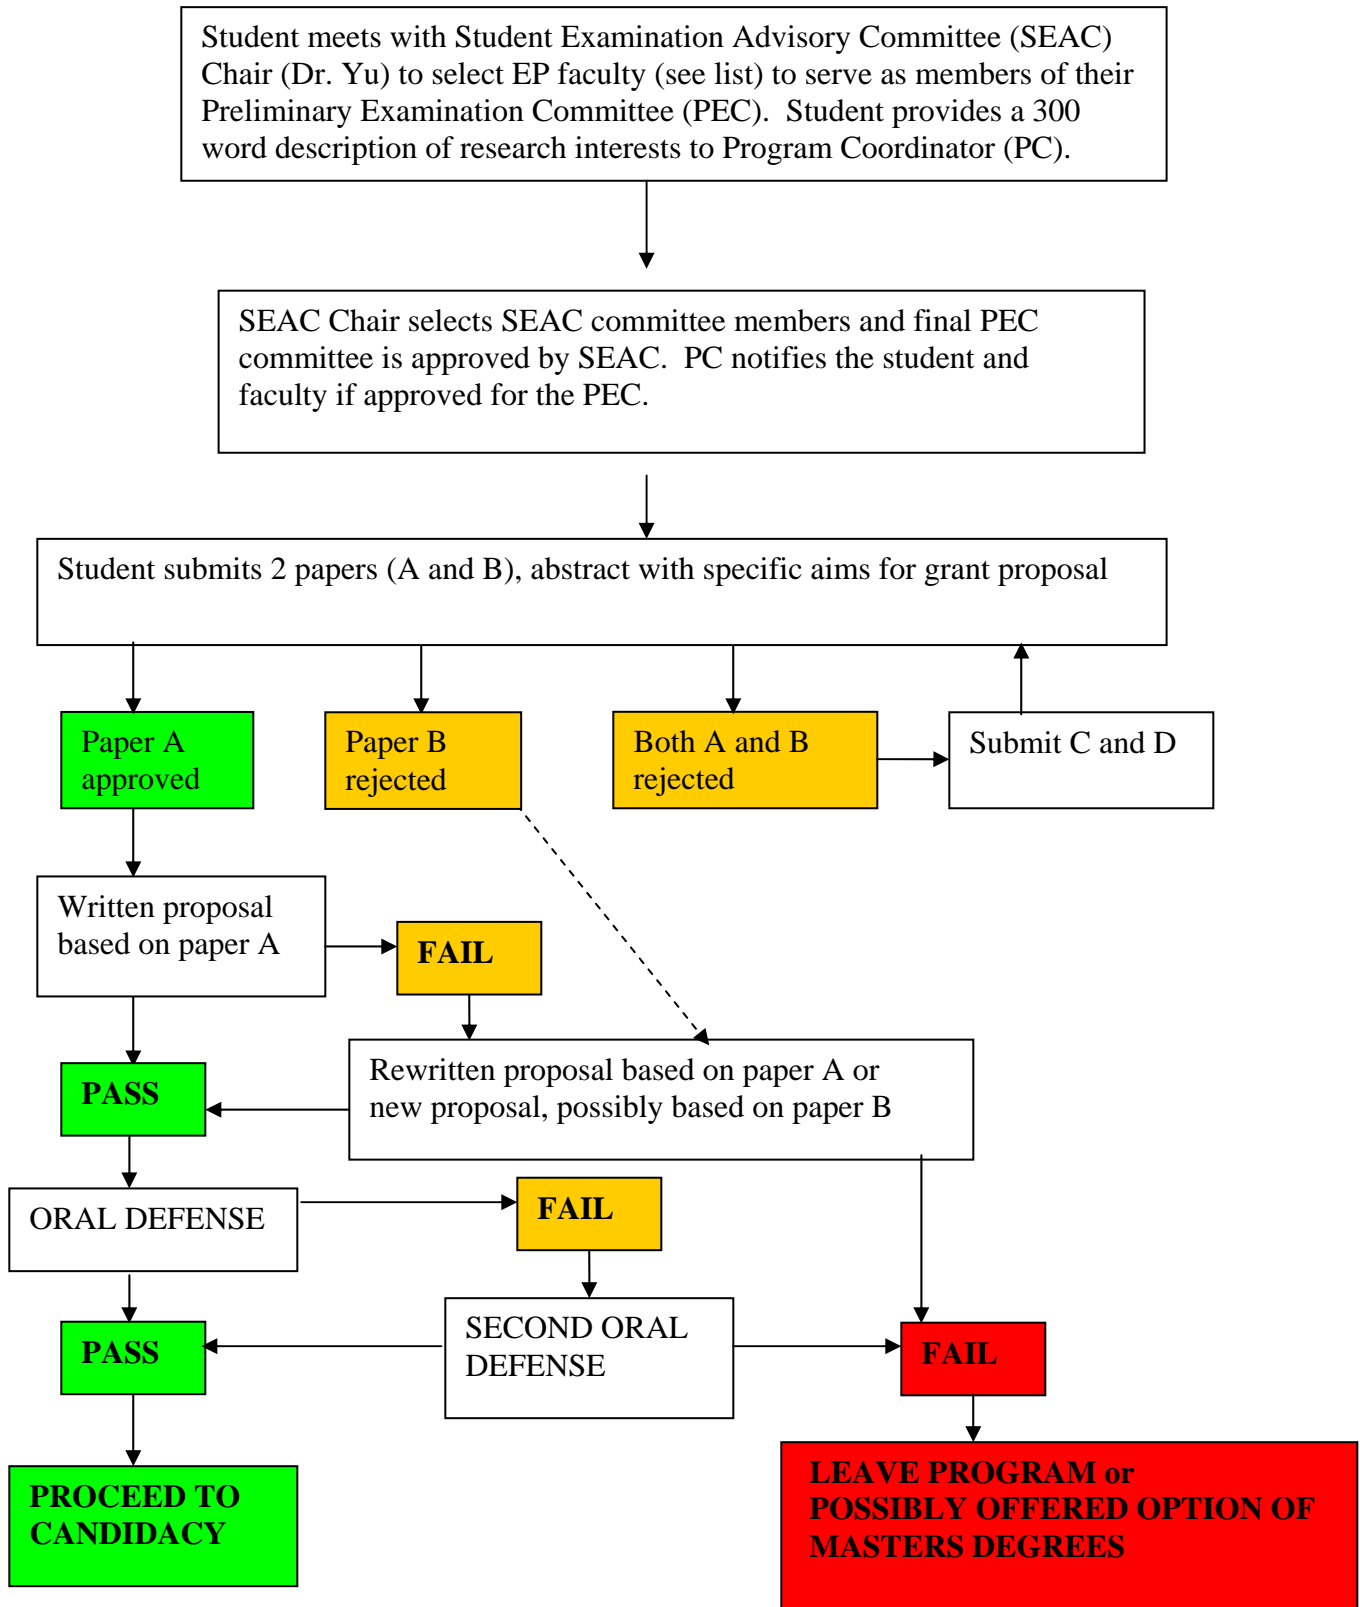 Student meets with Student Examination Advisory Committee (SEAC)
Chair (Dr. Yu) to select EP faculty (see list) to serve as members of their
Preliminary Examination Committee (PEC).  Student provides a 300
word description of research interests to Program Coordinator (PC).
SEAC Chair selects SEAC committee members and final PEC
committee is approved by SEAC.  PC notifies the student and
faculty if approved for the PEC.
Student submits 2 papers (A and B), abstract with specific aims for grant proposal
Paper A
approved
Paper B
rejected
Both A and B
rejected
Submit C and D
Written proposal
based on paper A
FAIL
Rewritten proposal based on paper A or
new proposal, possibly based on paper B
PASS
ORAL DEFENSE
FAIL
SECOND ORAL
DEFENSE
PASS
FAIL
PROCEED TO
CANDIDACY
LEAVE PROGRAM or
POSSIBLY OFFERED OPTION OF
MASTERS DEGREES